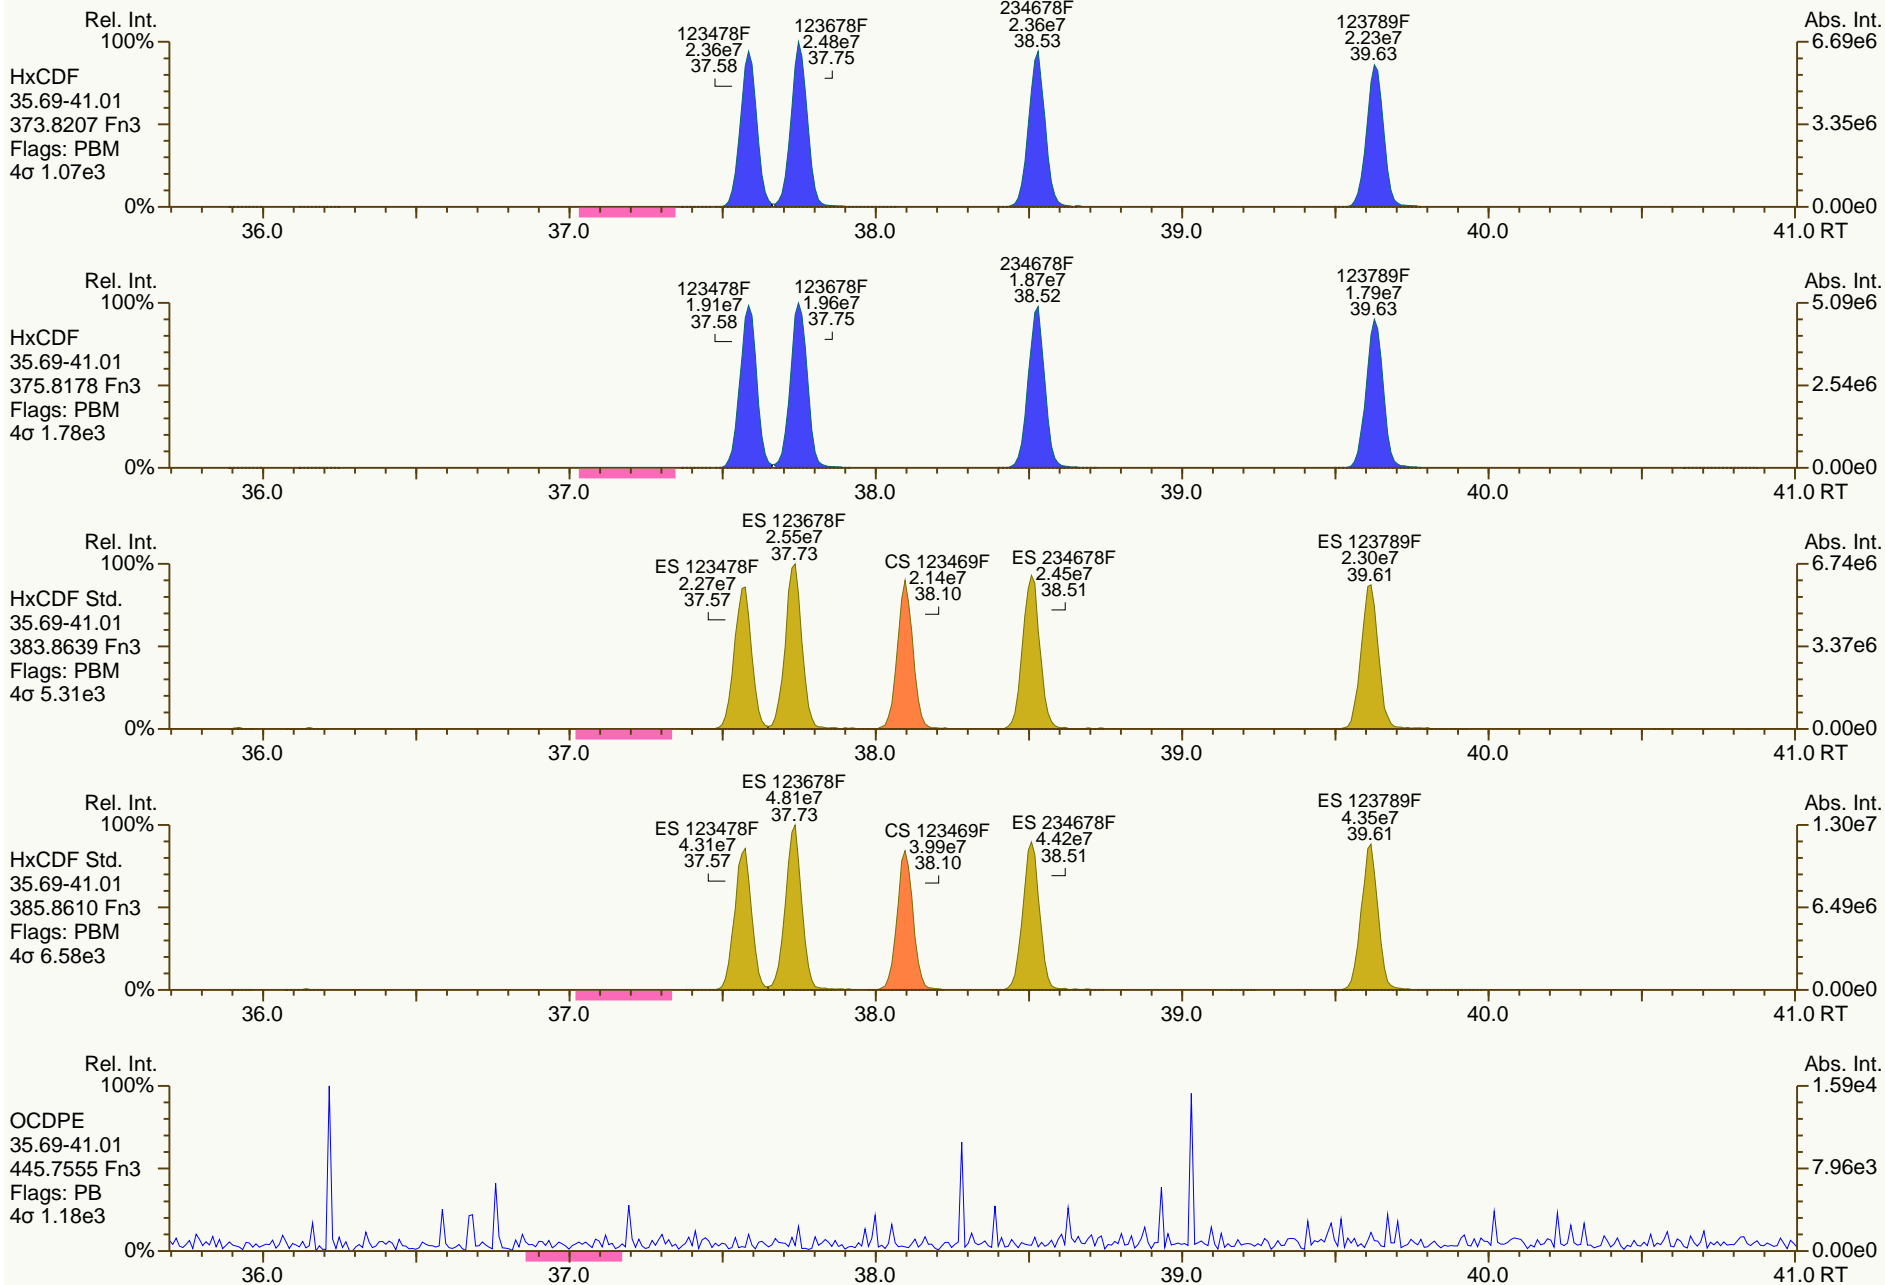 Rel. Int.
100%
0%
HxCDF
35.69-41.01
373.8207 Fn3
Flags: PBM
4σ 1.07e3
123478F
2.36e7
37.58
123678F
2.48e7
37.75
234678F
2.36e7
38.53
123789F
2.23e7
39.63
Abs. Int.
6.69e6
3.35e6
0.00e0
36.0 37.0 38.0 39.0 40.0 41.0 RT
Rel. Int.
100%
0%
HxCDF
35.69-41.01
375.8178 Fn3
Flags: PBM
4σ 1.78e3
123478F
1.91e7
37.58
123678F
1.96e7
37.75
234678F
1.87e7
38.52
123789F
1.79e7
39.63
Abs. Int.
5.09e6
2.54e6
0.00e0
36.0 37.0 38.0 39.0 40.0 41.0 RT
Rel. Int.
100%
0%
HxCDF Std.
35.69-41.01
383.8639 Fn3
Flags: PBM
4σ 5.31e3
ES 123478F
2.27e7
37.57
ES 123678F
2.55e7
37.73
CS 123469F
2.14e7
38.10
ES 234678F
2.45e7
38.51
ES 123789F
2.30e7
39.61
Abs. Int.
6.74e6
3.37e6
0.00e0
36.0 37.0 38.0 39.0 40.0 41.0 RT
Rel. Int.
100%
0%
HxCDF Std.
35.69-41.01
385.8610 Fn3
Flags: PBM
4σ 6.58e3
ES 123478F
4.31e7
37.57
ES 123678F
4.81e7
37.73
CS 123469F
3.99e7
38.10
ES 234678F
4.42e7
38.51
ES 123789F
4.35e7
39.61
Abs. Int.
1.30e7
6.49e6
0.00e0
36.0 37.0 38.0 39.0 40.0 41.0 RT
Rel. Int.
100%
0%
OCDPE
35.69-41.01
445.7555 Fn3
Flags: PB
4σ 1.18e3
Abs. Int.
1.59e4
7.96e3
0.00e0
36.0 37.0 38.0 39.0 40.0 41.0 RT